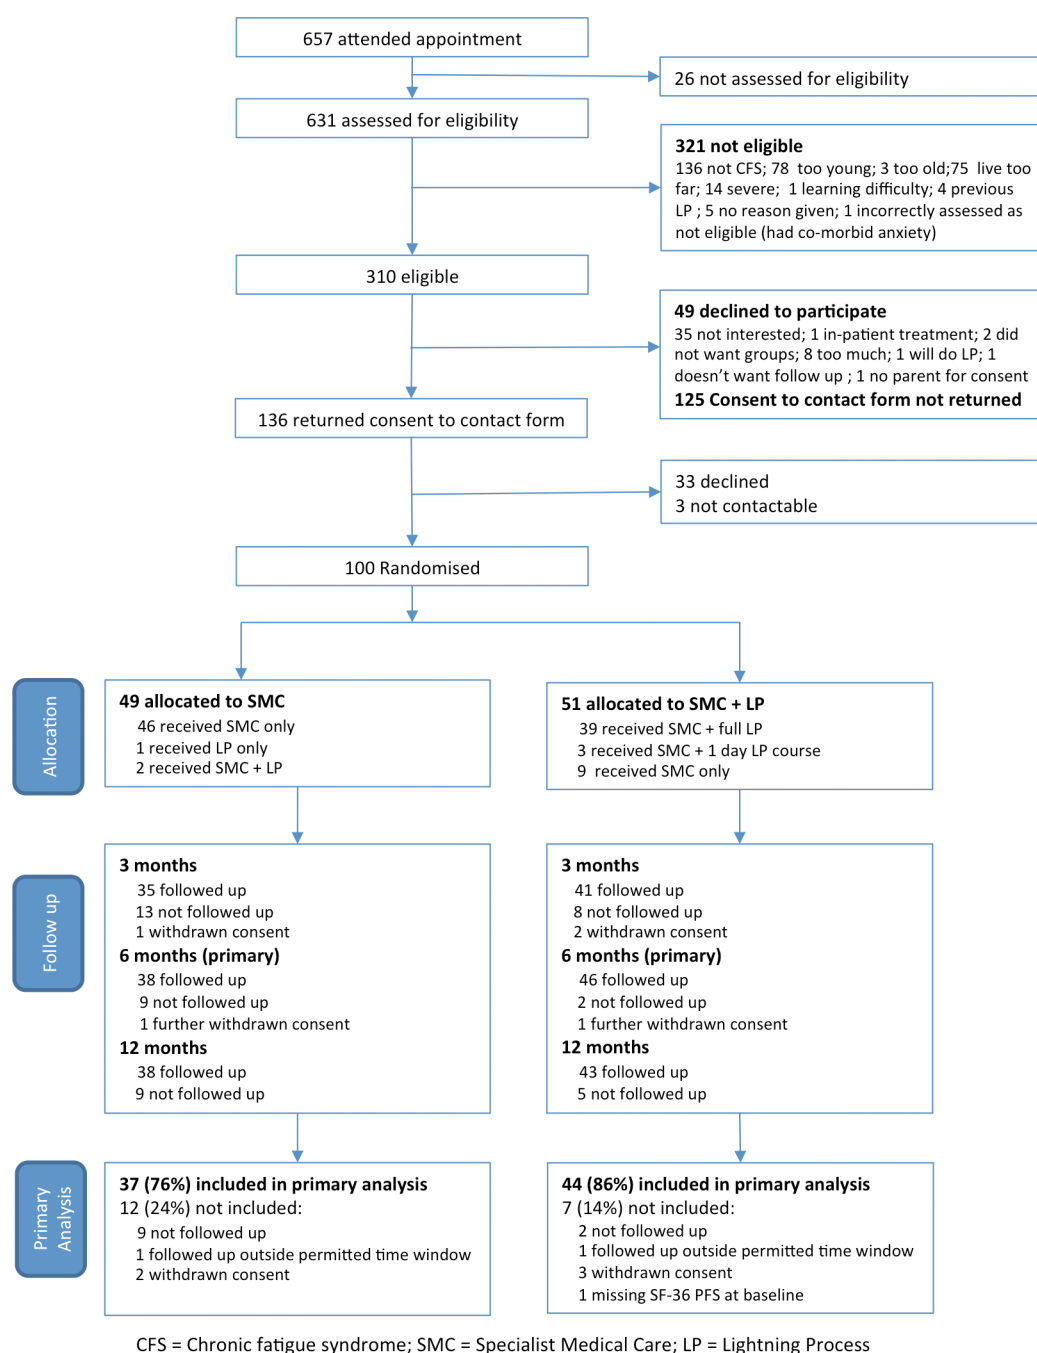 657 attended appointment
26 not assessed for eligibility
631 assessed for eligibility
321 not eligible
136 not CFS; 78 too young; 3 too old;75 live too
far; 14 severe; 1 learning difficulty; 4 previous
LP ; 5 no reason given; 1 incorrectly assessed as
not eligible (had co-morbid anxiety)
310 eligible
49 declined to participate
35 not interested; 1 in-patient treatment; 2 did
not want groups; 8 too much; 1 will do LP; 1
doesn’t want follow up ; 1 no parent for consent
125 Consent to contact form not returned
136 returned consent to contact form
33 declined
3 not contactable
100 Randomised
Allocation
49 allocated to SMC
46 received SMC only
1 received LP only
2 received SMC + LP
51 allocated to SMC + LP
39 received SMC + full LP
3 received SMC + 1 day LP course
9 received SMC only
Follow up
3 months
35 followed up
13 not followed up
1 withdrawn consent
6 months (primary)
38 followed up
9 not followed up
1 further withdrawn consent
12 months
38 followed up
9 not followed up
3 months
41 followed up
8 not followed up
2 withdrawn consent
6 months (primary)
46 followed up
2 not followed up
1 further withdrawn consent
12 months
43 followed up
5 not followed up
Primary
Analysis
37 (76%) included in primary analysis
12 (24%) not included:
9 not followed up
1 followed up outside permitted time window
2 withdrawn consent
44 (86%) included in primary analysis
7 (14%) not included:
2 not followed up
1 followed up outside permitted time window
3 withdrawn consent
1 missing SF-36 PFS at baseline
CFS = Chronic fatigue syndrome; SMC = Specialist Medical Care; LP = Lightning Process